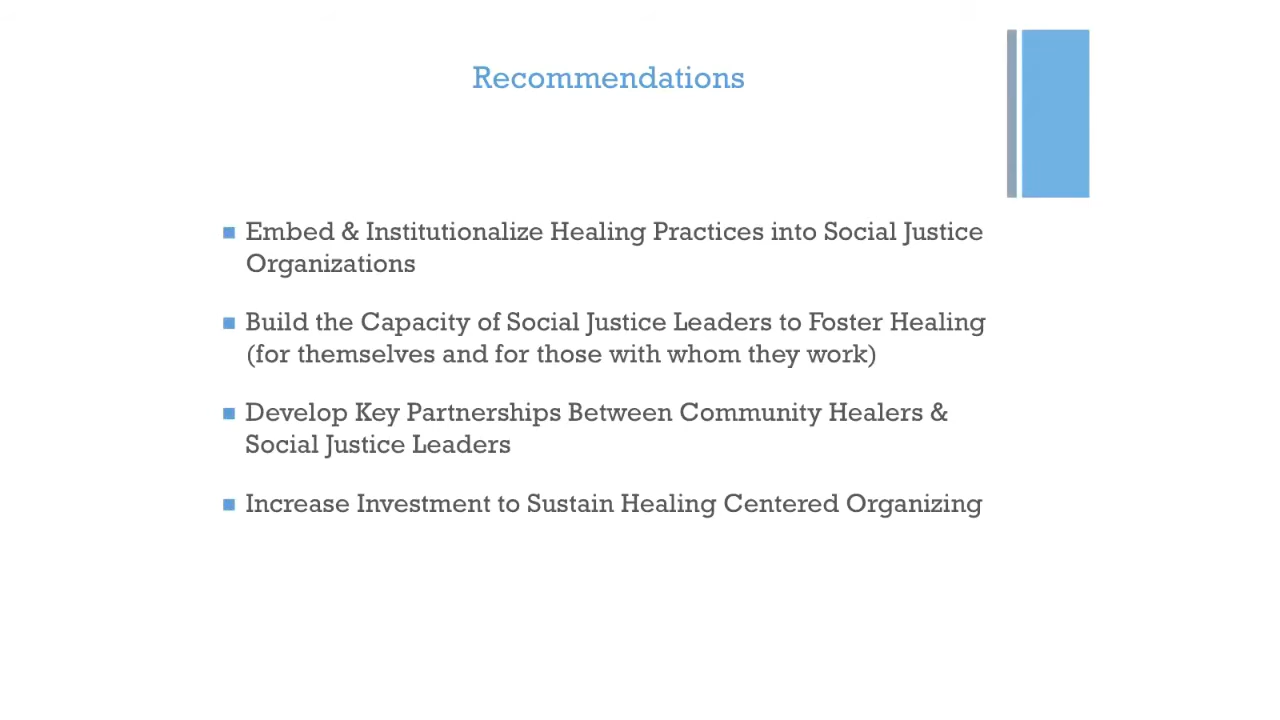 Recommendations
Embed & Institutionalize Healing Practices into Social Justice
Organizations
Build the Capacity of Social Justice Leaders to Foster Healing
(for themselves and for those with whom they work)
Develop Key Partnerships Between Community Healers &
Social Justice Leaders
Increase Investment to Sustain Healing Centered Organizing